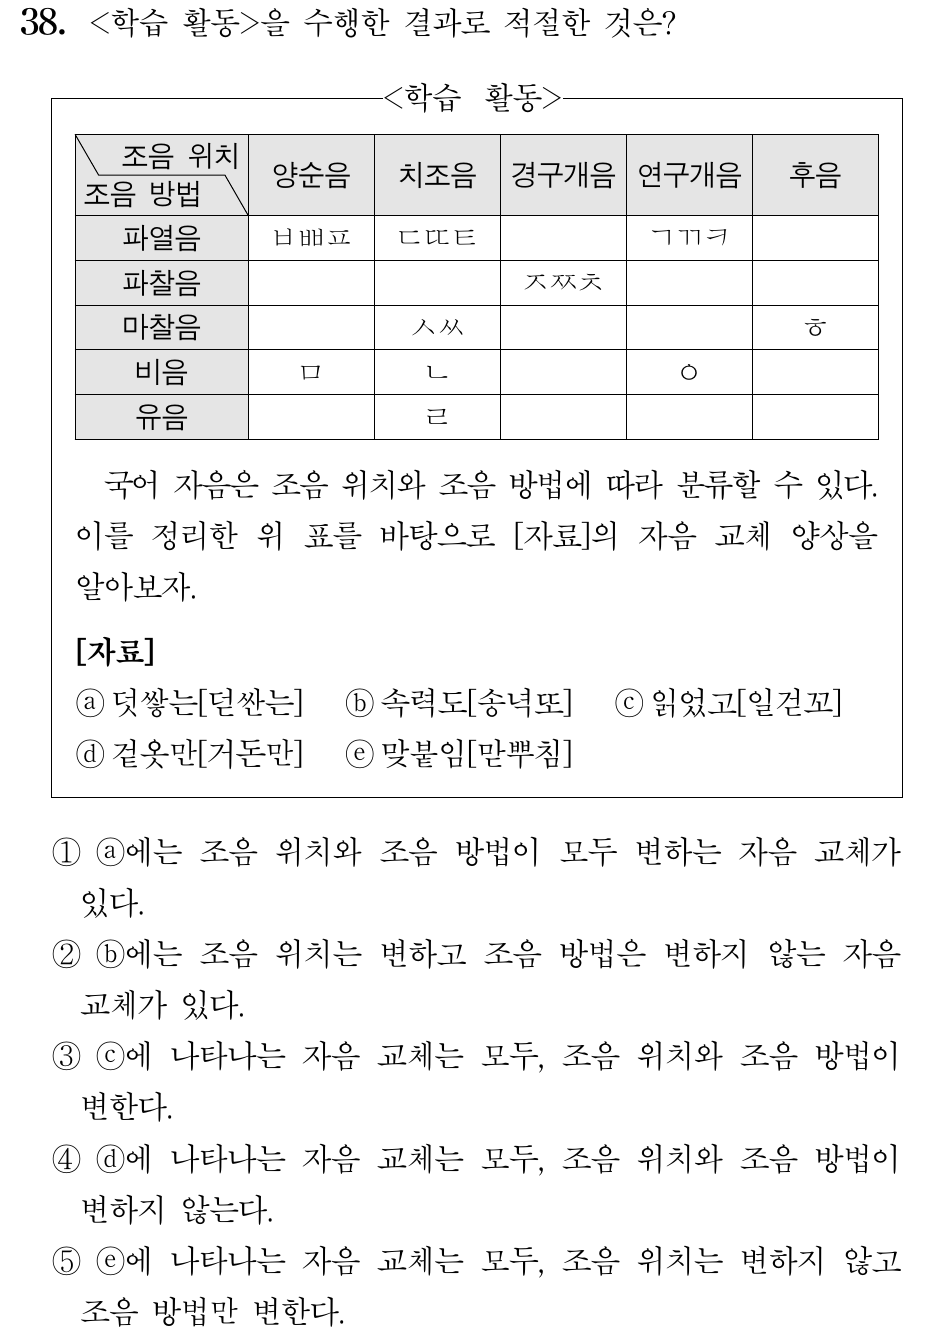 38. <학습 활동>을 수행한 결과로 적절한 것은?
<학습 활동>
조음 위치
조음 방법
양순음 치조음 경구개음 연구개음 후음
파열음 ㅂㅃㅍ ㄷㄸㅌ ㄱㄲㅋ
파찰음 ㅈㅉㅊ
마찰음 ㅅㅆ ㅎ
비음 ㅁ ㄴ ㅇ
유음 ㄹ
국어 자음은 조음 위치와 조음 방법에 따라 분류할 수 있다.
이를 정리한 위 표를 바탕으로 [자료]의 자음 교체 양상을
알아보자.
[자료]
ⓐ 덧쌓는[덛싼는] ⓑ 속력도[송녁또] ⓒ 읽었고[일걷꼬]
ⓓ 겉옷만[거돈만] ⓔ 맞붙임[맏뿌침]
① ⓐ에는 조음 위치와 조음 방법이 모두 변하는 자음 교체가
있다.
② ⓑ에는 조음 위치는 변하고 조음 방법은 변하지 않는 자음
교체가 있다.
③ ⓒ에 나타나는 자음 교체는 모두, 조음 위치와 조음 방법이
변한다.
④ ⓓ에 나타나는 자음 교체는 모두, 조음 위치와 조음 방법이
변하지 않는다.
⑤ ⓔ에 나타나는 자음 교체는 모두, 조음 위치는 변하지 않고
조음 방법만 변한다.